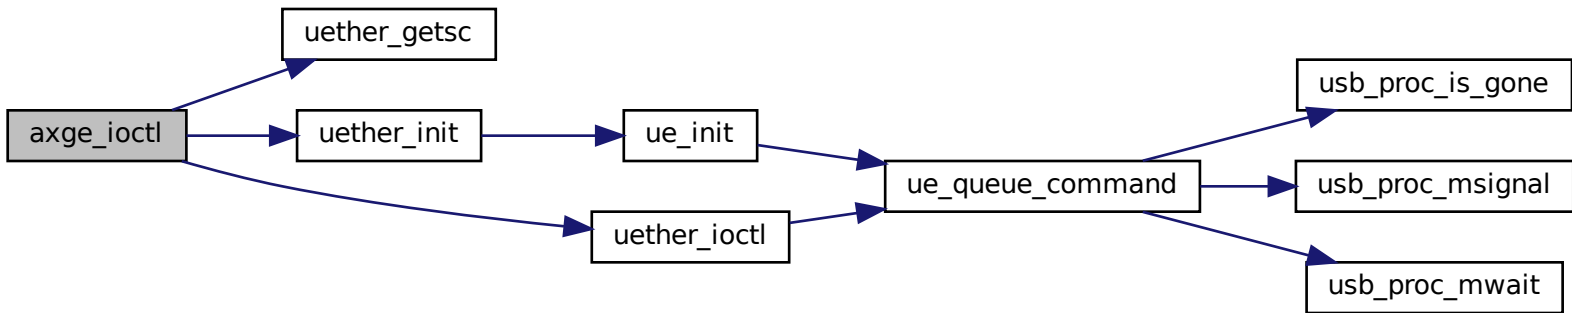 axge_ioctl
uether_getsc
uether_init
uether_ioctl
ue_init
ue_queue_command
usb_proc_is_gone
usb_proc_msignal
usb_proc_mwait